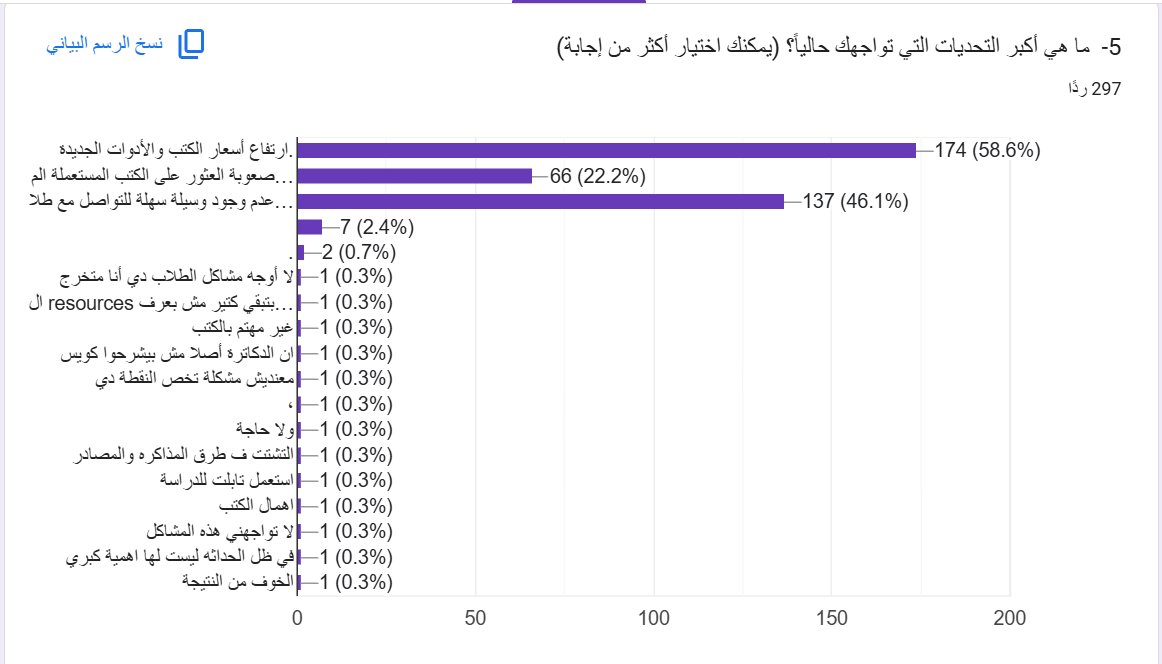 5- ما هي أكبر التحديات التي تواجهك حالياً؟ (يمكنك اختيار أكثر من إجابة)
نسخ الرسم البياني
297 ردًا
ارتفاع أسعار الكتب والأدوات الجديدة. 174 (58.6%)
صعوبة العثور على الكتب المستعملة الم… 66 (22.2%)
عدم وجود وسيلة سهلة للتواصل مع طلا… 137 (46.1%)
7 (2.4%)
. 2 (0.7%)
لا أوجه مشاكل الطلاب دي أنا متخرج 1 (0.3%)
بتبقي كتير مش بعرف resources ال… 1 (0.3%)
غير مهتم بالكتب 1 (0.3%)
ان الدكاترة أصلا مش بيشرحوا كويس 1 (0.3%)
معنديش مشكلة تخص النقطة دي 1 (0.3%)
، 1 (0.3%)
ولا حاجة 1 (0.3%)
التشتت ف طرق المذاكره والمصادر 1 (0.3%)
استعمل تابلت للدراسة 1 (0.3%)
اهمال الكتب 1 (0.3%)
لا تواجهني هذه المشاكل 1 (0.3%)
في ظل الحداثه ليست لها اهمية كبري 1 (0.3%)
الخوف من النتيجة 1 (0.3%)
0 50 100 150 200